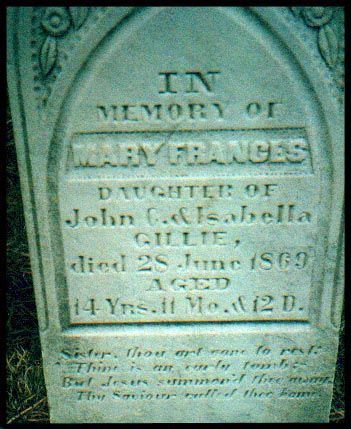 IN
MEMORY OF
MARY FRANCES
DAUGHTER OF
John C. & Isabella
GILLIE,
died 28 June 1869
AGED
14 Yrs. 11 Mo. & 12 D.
Sister, thou art gone to rest;
Thine is an early tomb;
But Jesus summon'd thee away,
Thy Saviour call'd thee home.